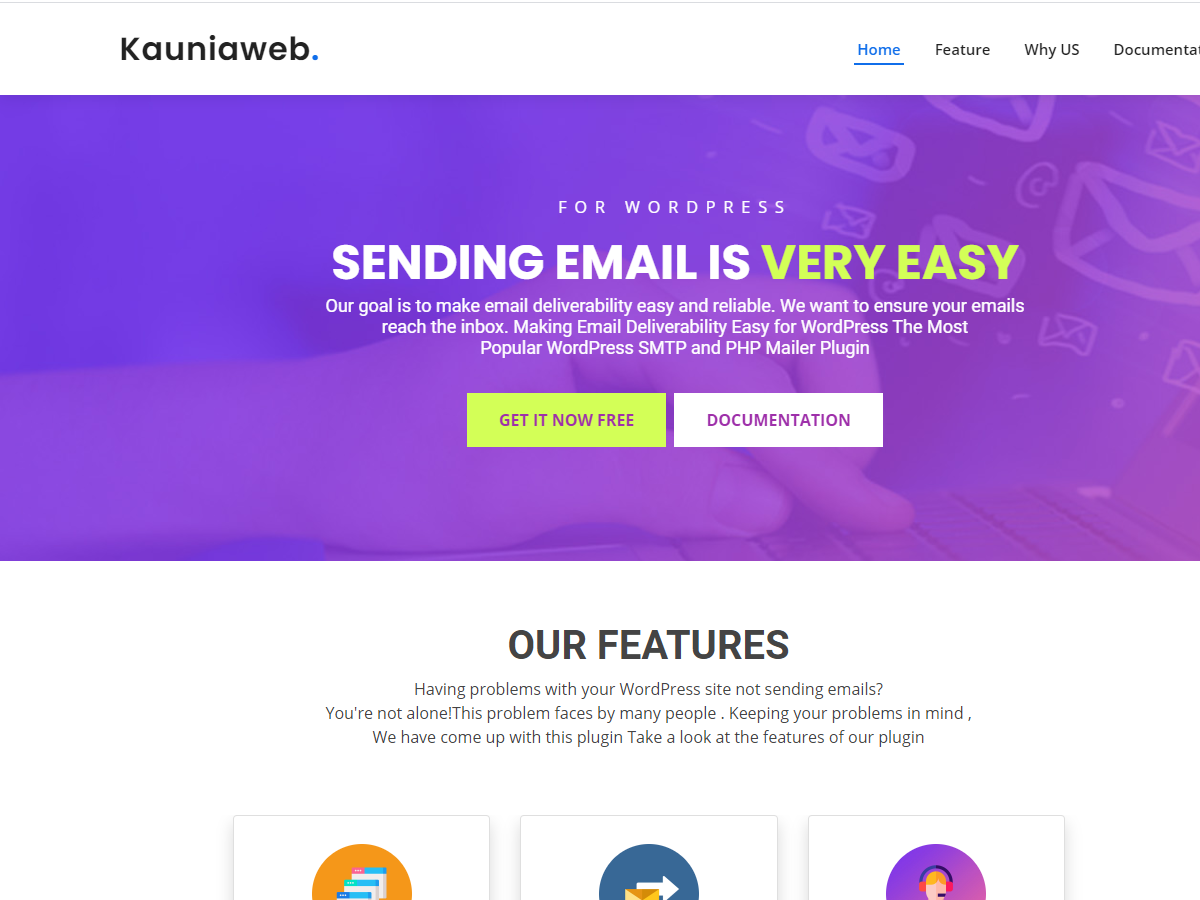 Kauniaweb.
Home Feature Why US Documentat
FOR WORDPRESS
SENDING EMAIL IS VERY EASY
Our goal is to make email deliverability easy and reliable. We want to ensure your emails
reach the inbox. Making Email Deliverability Easy for WordPress The Most
Popular WordPress SMTP and PHP Mailer Plugin
GET IT NOW FREE DOCUMENTATION
OUR FEATURES
Having problems with your WordPress site not sending emails?
You're not alone!This problem faces by many people . Keeping your problems in mind ,
We have come up with this plugin Take a look at the features of our plugin